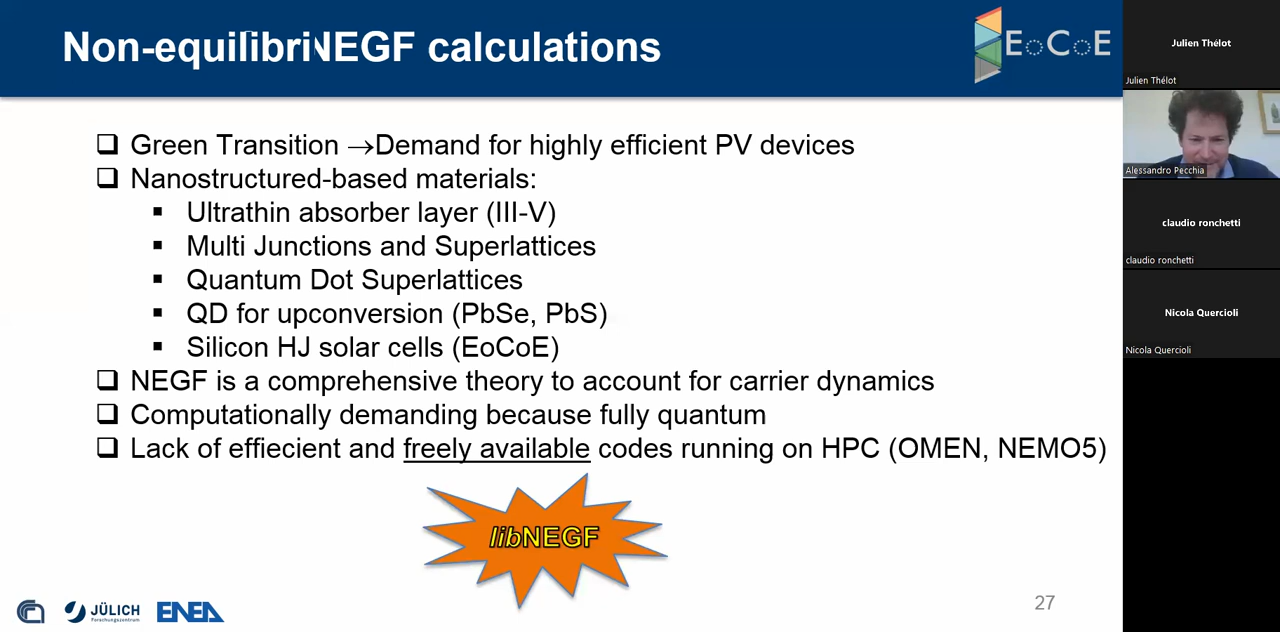 Non-equilibriNEGF calculations
EoCoE
Green Transition →Demand for highly efficient PV devices
Nanostructured-based materials:
Ultrathin absorber layer (III-V)
Multi Junctions and Superlattices
Quantum Dot Superlattices
QD for upconversion (PbSe, PbS)
Silicon HJ solar cells (EoCoE)
NEGF is a comprehensive theory to account for carrier dynamics
Computationally demanding because fully quantum
Lack of effiecient and freely available codes running on HPC (OMEN, NEMO5)
libNEGF
JÜLICH
Forschungszentrum
ENEA
27
Julien Thélot
Julien Thélot
Alessandro Pecchia
claudio ronchetti
claudio ronchetti
Nicola Quercioli
Nicola Quercioli